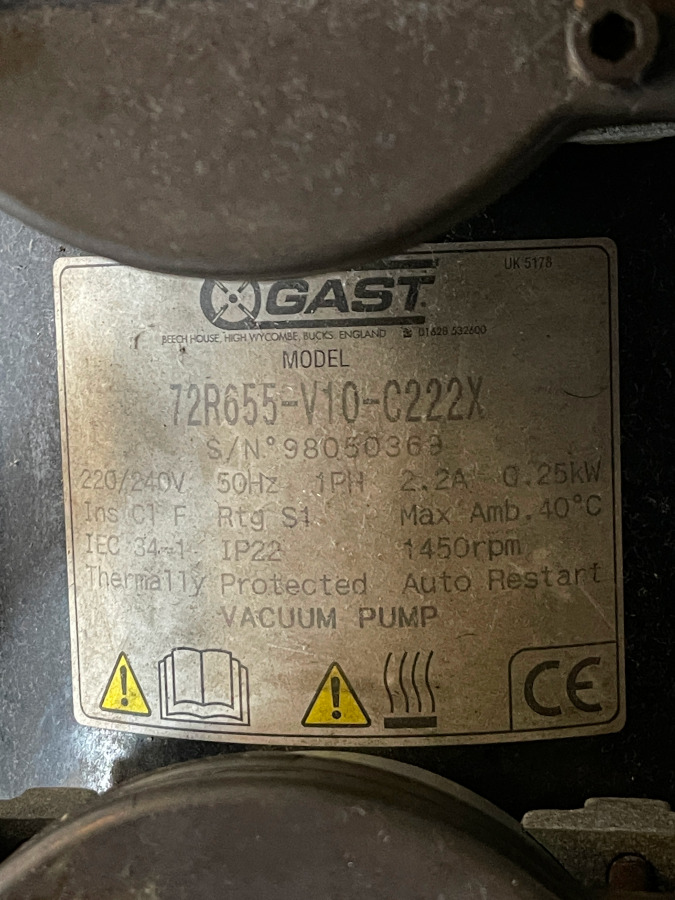 UK 5178
GAST
BEECH HOUSE, HIGH WYCOMBE, BUCKS. ENGLAND ☎ 01628 532600
MODEL
72R655-V10-C222X
S/N°98050369
220/240V 50Hz 1PH 2.2A 0.25kW
Ins Cl F Rtg S1 Max Amb.40°C
IEC 34-1 IP22 1450rpm
Thermally Protected Auto Restart
VACUUM PUMP
CE